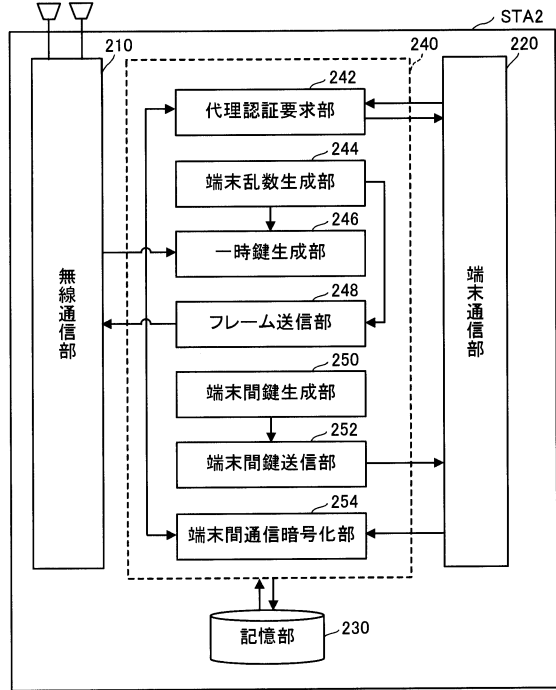 STA2
210
240
220
242
代理認証要求部
244
端末乱数生成部
246
一時鍵生成部
248
フレーム送信部
250
端末間鍵生成部
252
端末間鍵送信部
254
端末間通信暗号化部
無線通信部
端末通信部
記憶部
230